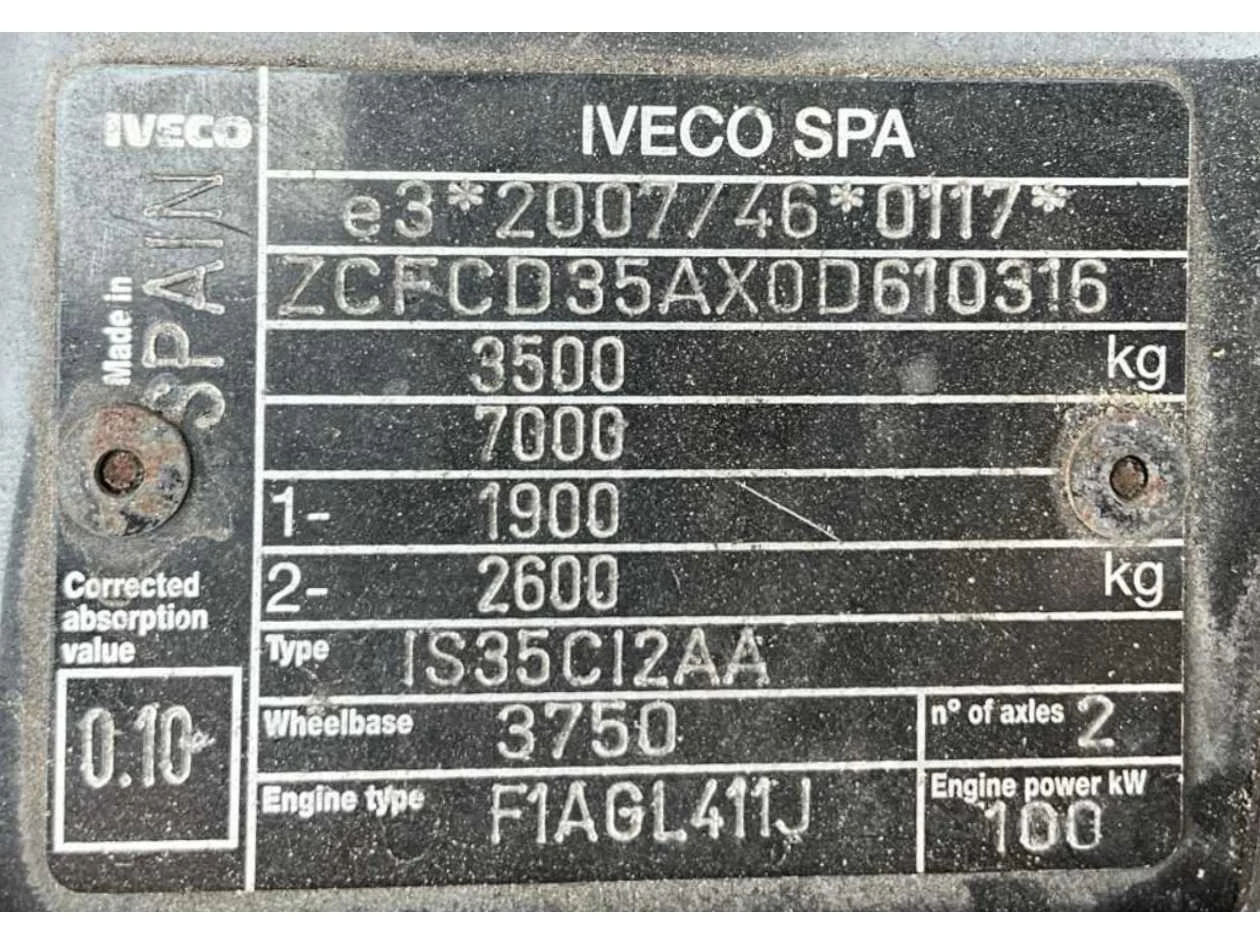 IVECO
IVECO SPA
Made in
SPAIN
e3*2007/46*0117*
ZCFCD35AX0D610316
3500 kg
7000
1- 1900
2- 2600 kg
Corrected
absorption
value
0.10
Type IS35CI2AA
Wheelbase 3750
n° of axles 2
Engine type F1AGL411J
Engine power kW
100